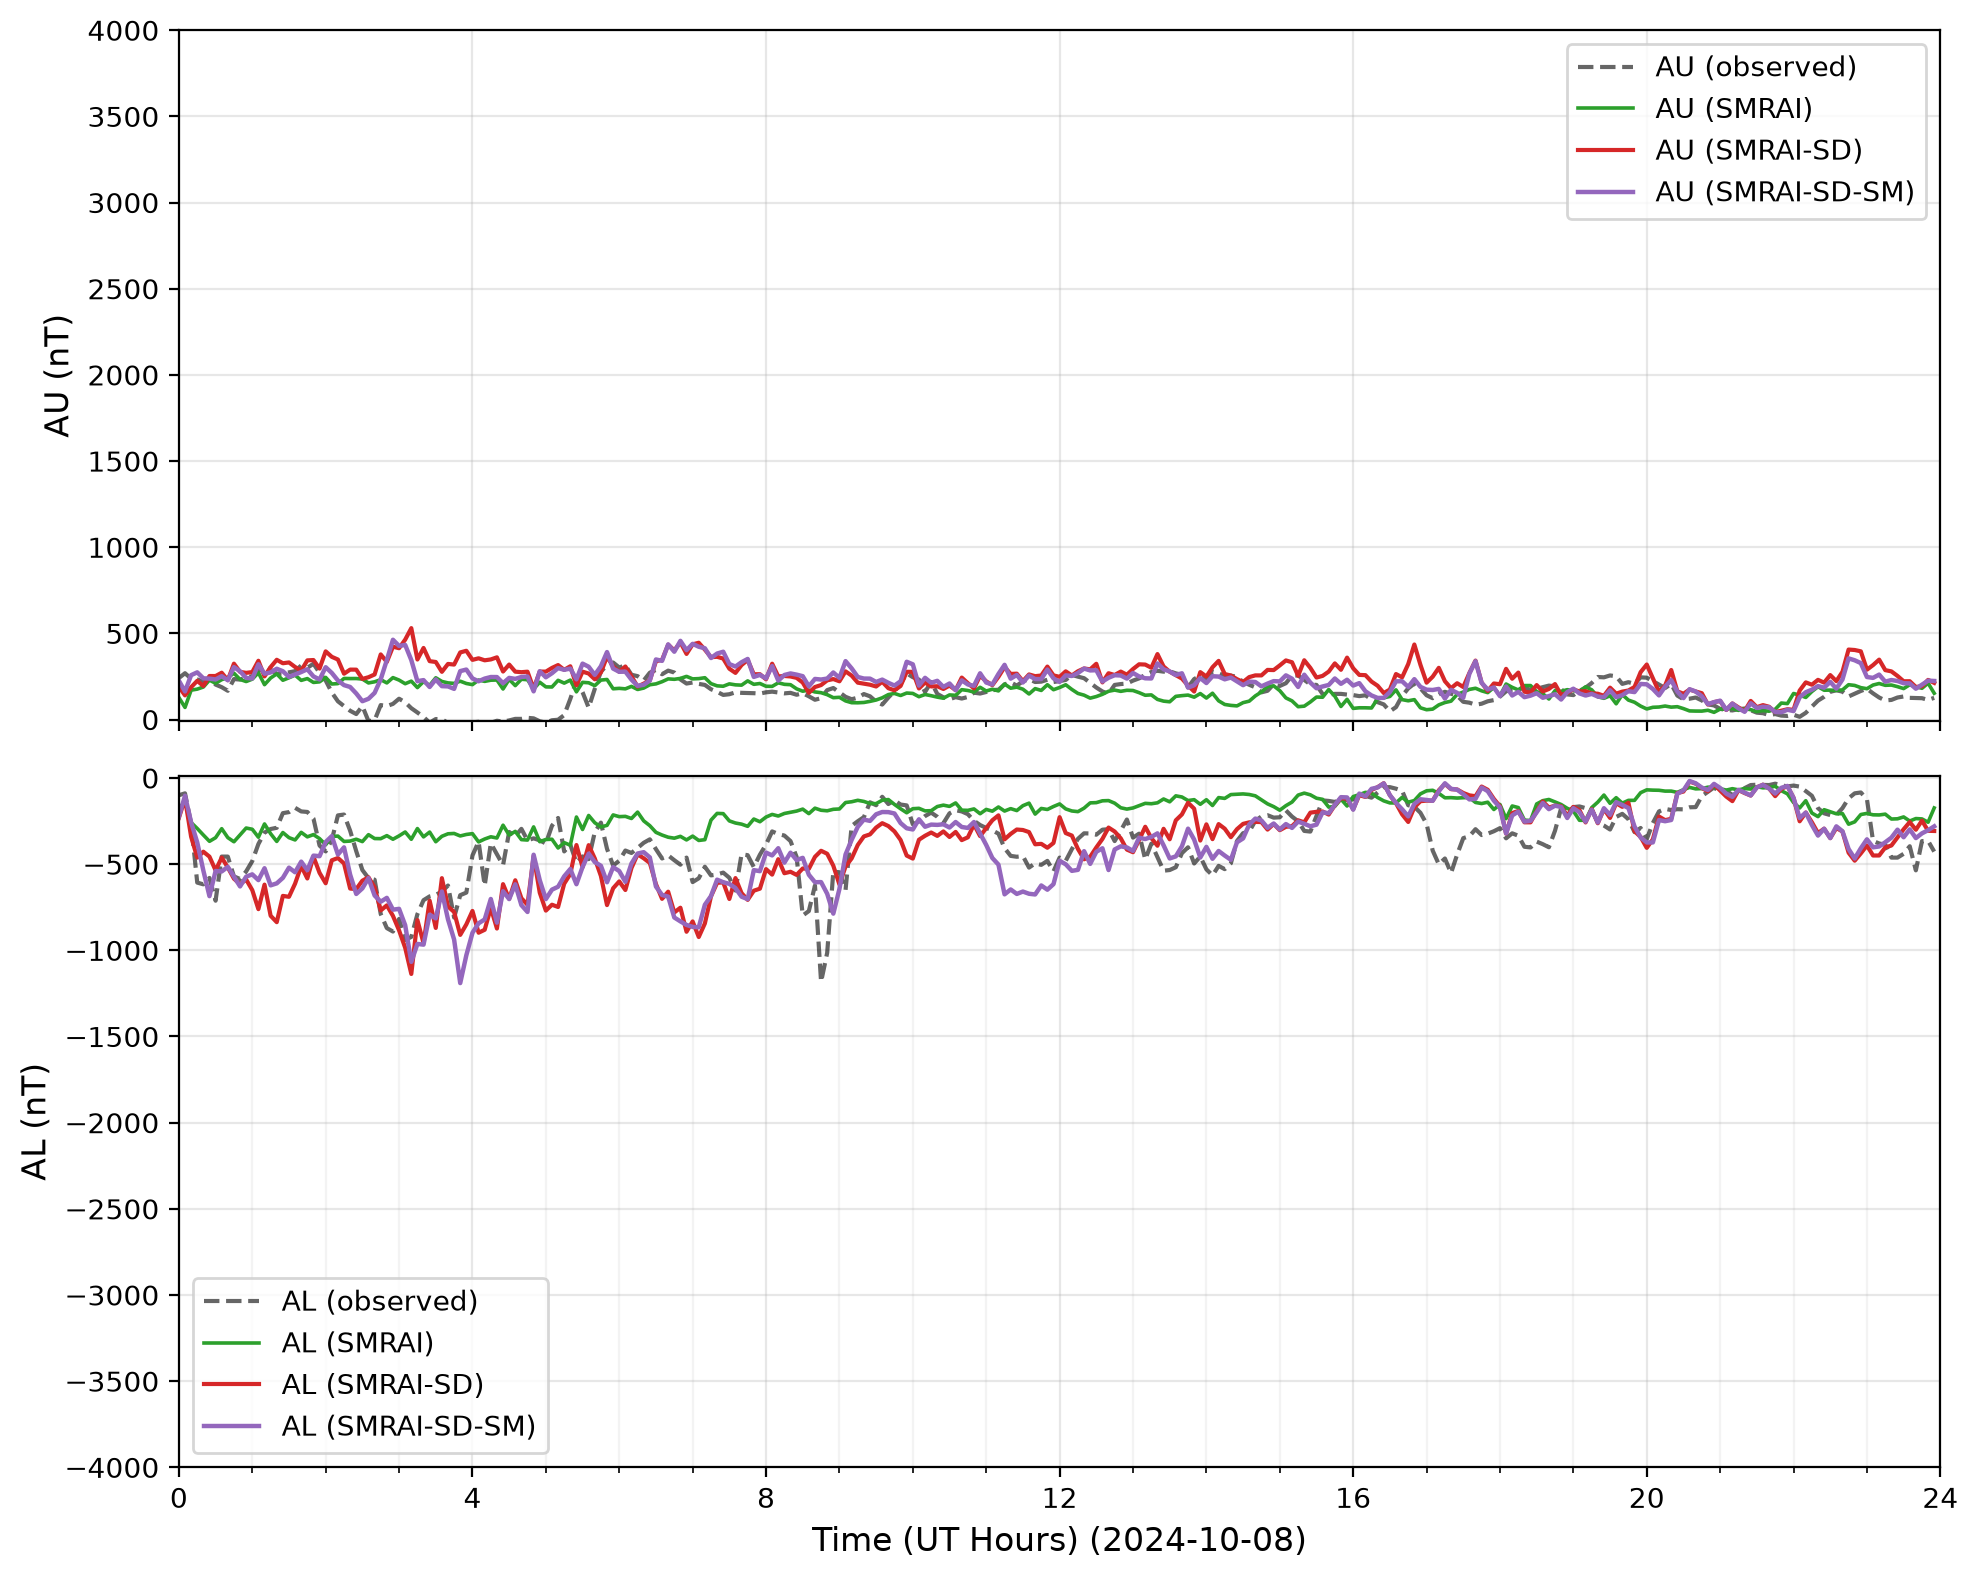 4000
3500
3000
2500
2000
1500
1000
500
0
AU (nT)
AU (observed)
AU (SMRAI)
AU (SMRAI-SD)
AU (SMRAI-SD-SM)
0
−500
−1000
−1500
−2000
−2500
−3000
−3500
−4000
AL (nT)
AL (observed)
AL (SMRAI)
AL (SMRAI-SD)
AL (SMRAI-SD-SM)
0 4 8 12 16 20 24
Time (UT Hours) (2024-10-08)